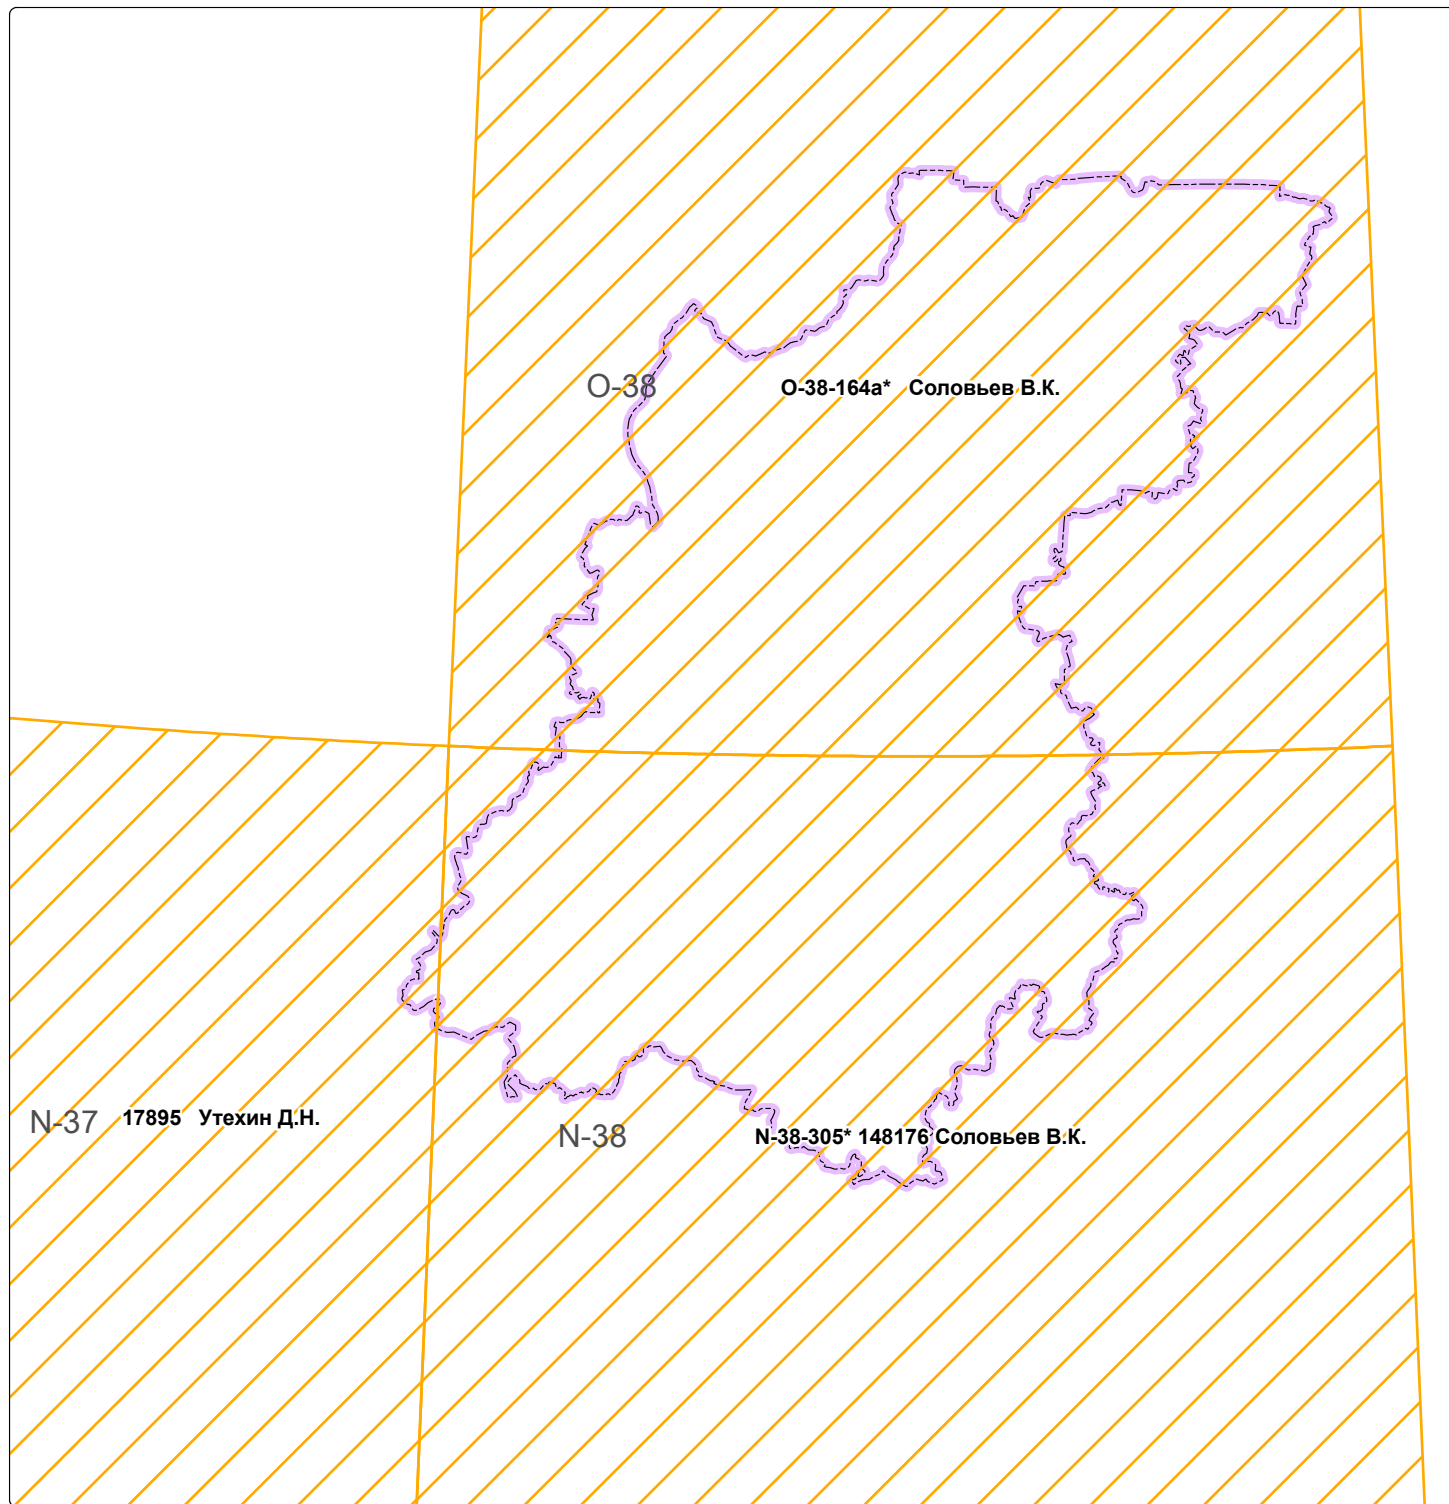 O-38
O-38-164а* Соловьев В.К.
N-37 17895 Утехин Д.Н.
N-38
N-38-305* 148176 Соловьев В.К.